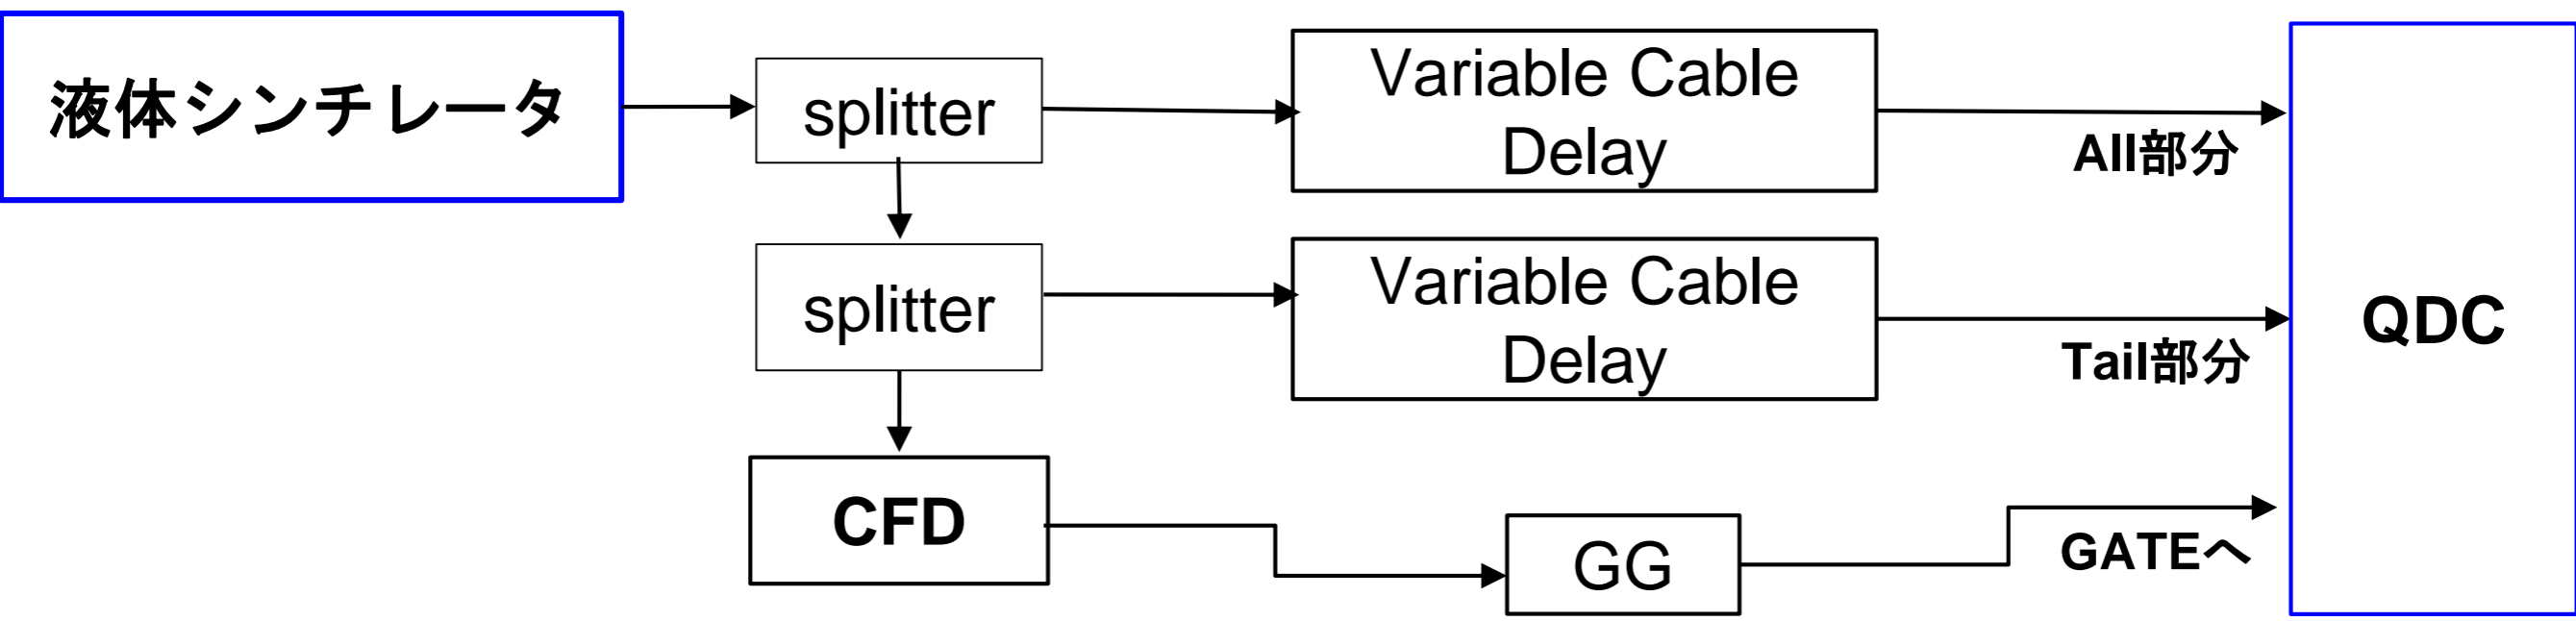 液体シンチレータ
splitter
Variable Cable
Delay
All部分
splitter
Variable Cable
Delay
Tail部分
QDC
CFD
GG
GATEへ